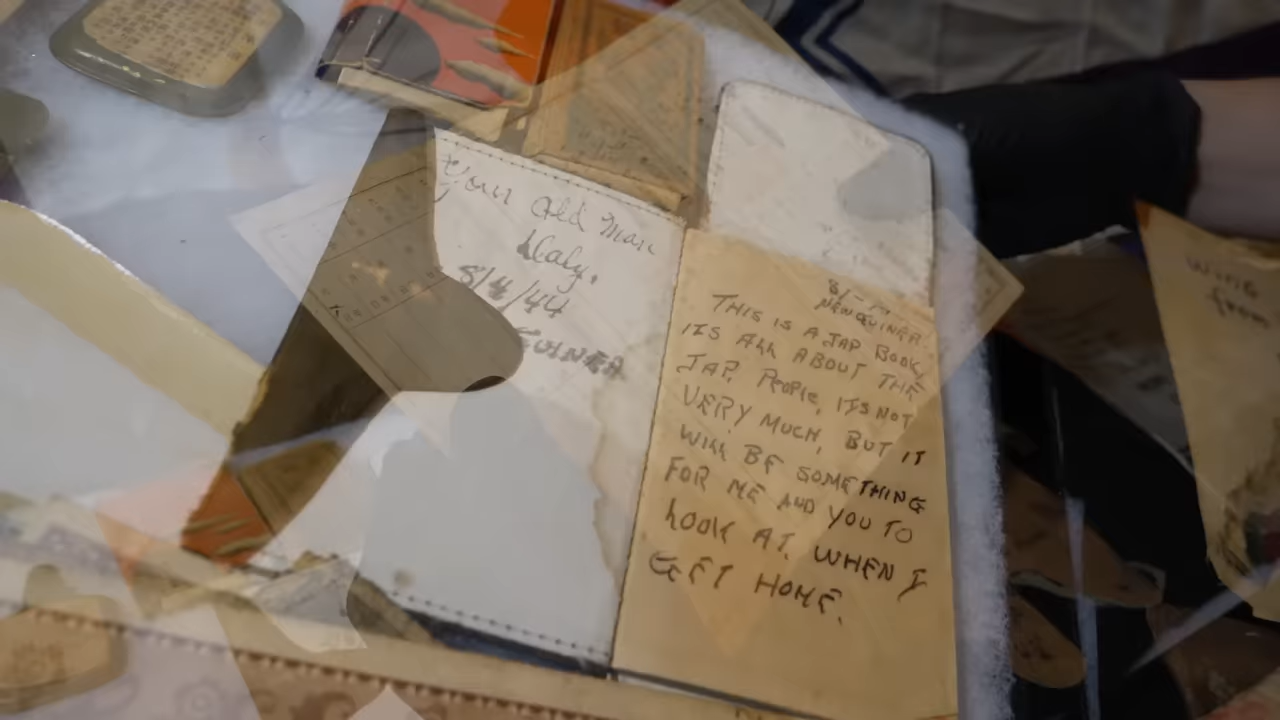 Your Old Man
Daly.
8/4/44
GUINEA
NEW GUINEA
THIS IS A JAP BOOK,
ITS ALL ABOUT THE
JAP. PEOPLE, ITS NOT
VERY MUCH, BUT IT
WILL BE SOMETHING
FOR ME AND YOU TO
LOOK AT, WHEN I
GET HOME.
from